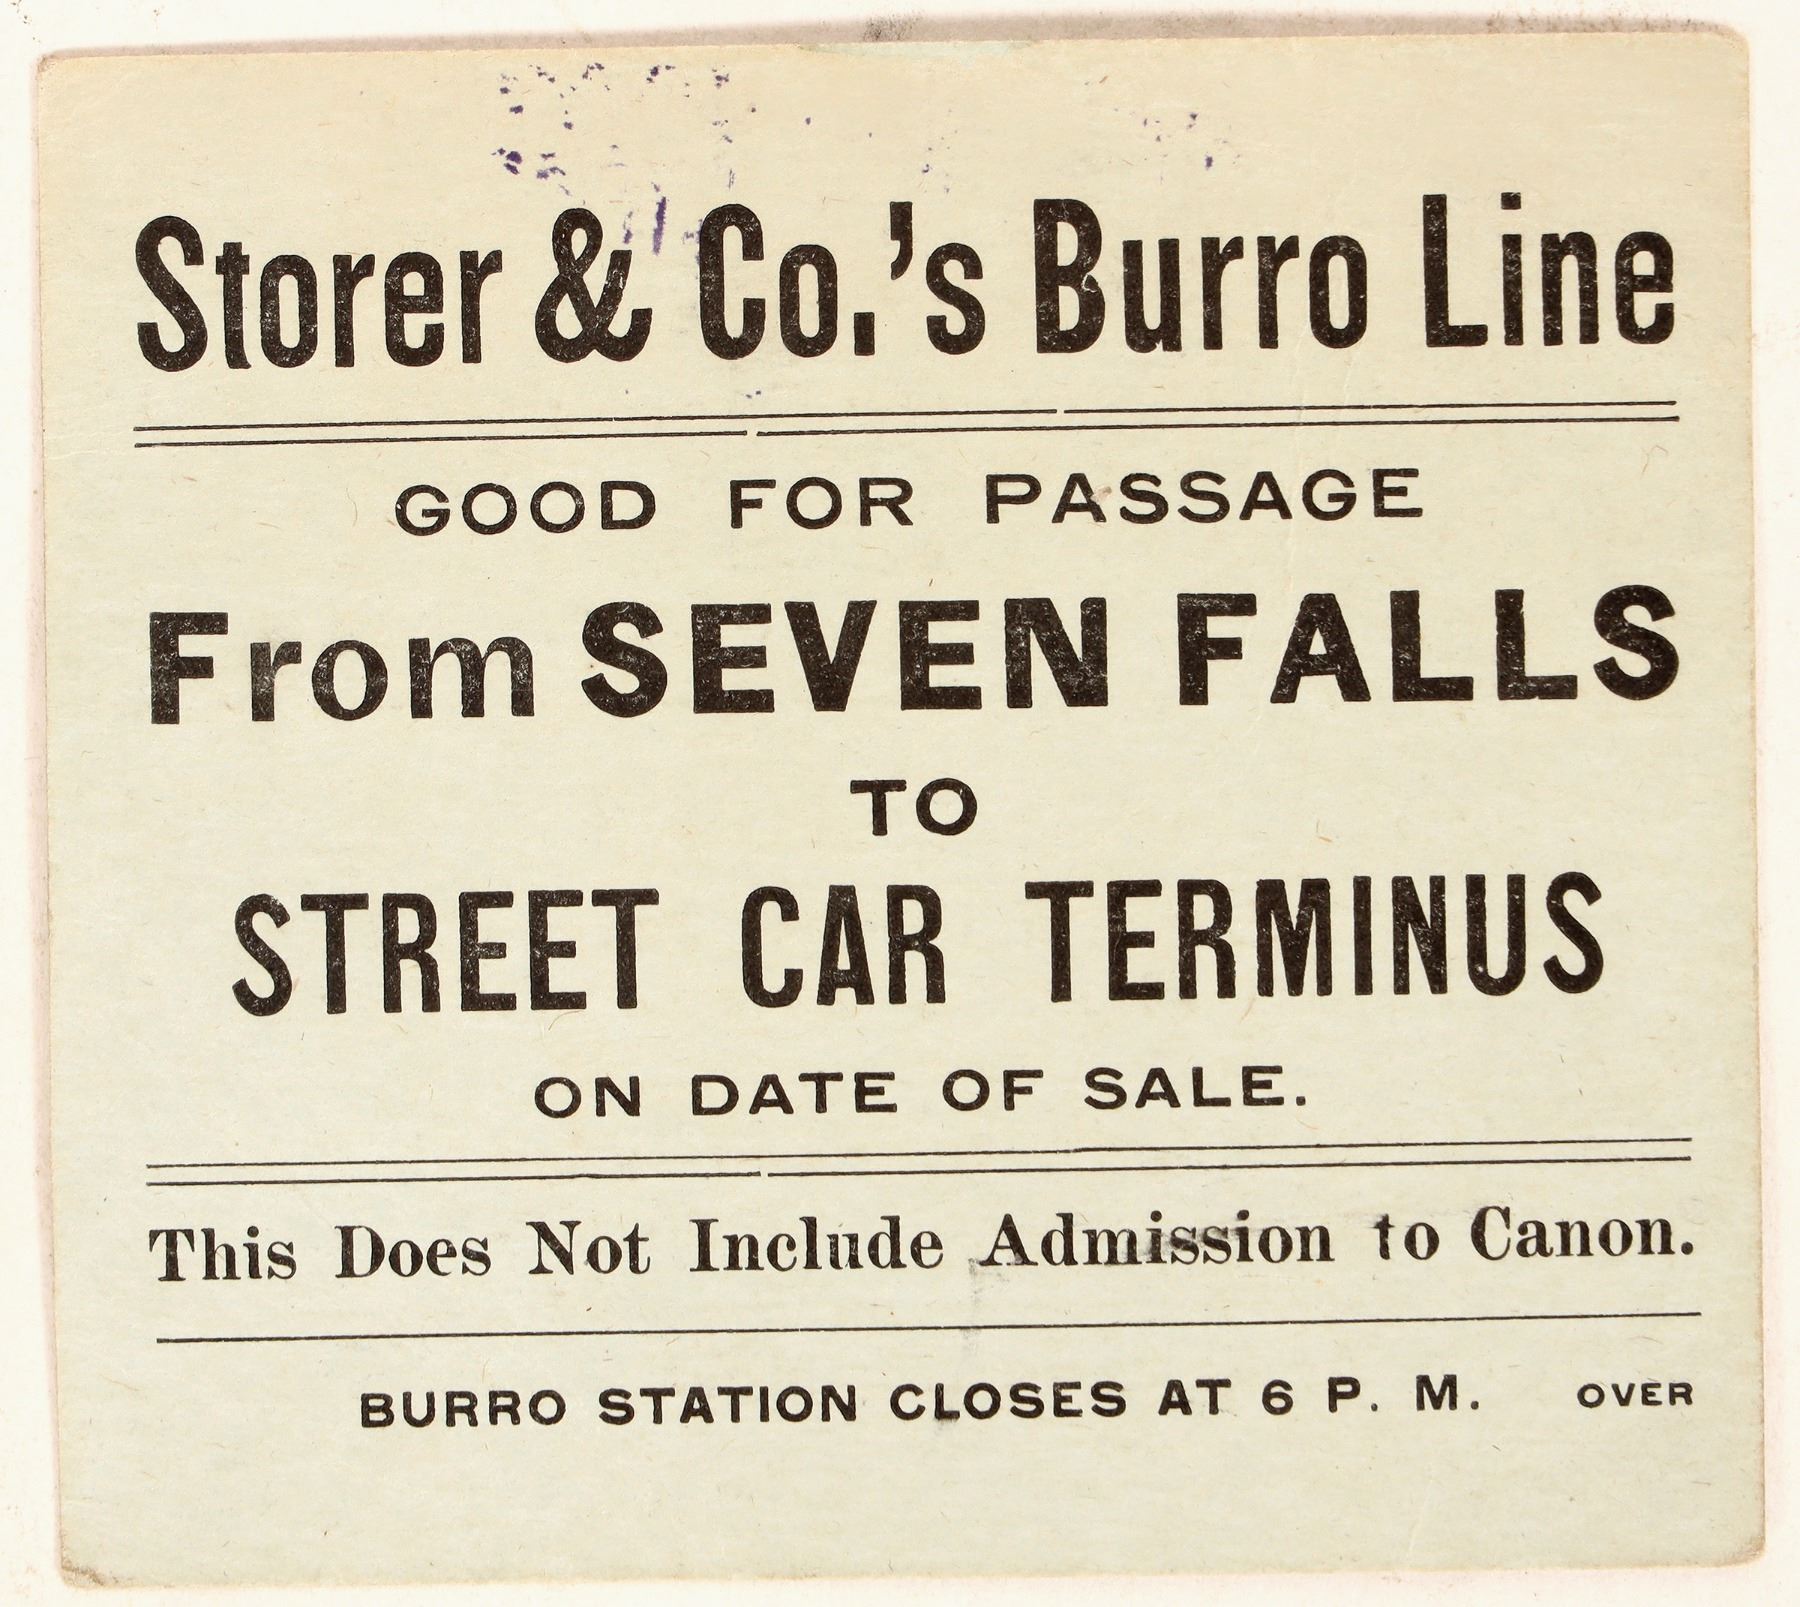 Storer & Co.'s Burro Line
GOOD FOR PASSAGE
From SEVEN FALLS
TO
STREET CAR TERMINUS
ON DATE OF SALE.
This Does Not Include Admission to Canon.
BURRO STATION CLOSES AT 6 P. M. OVER